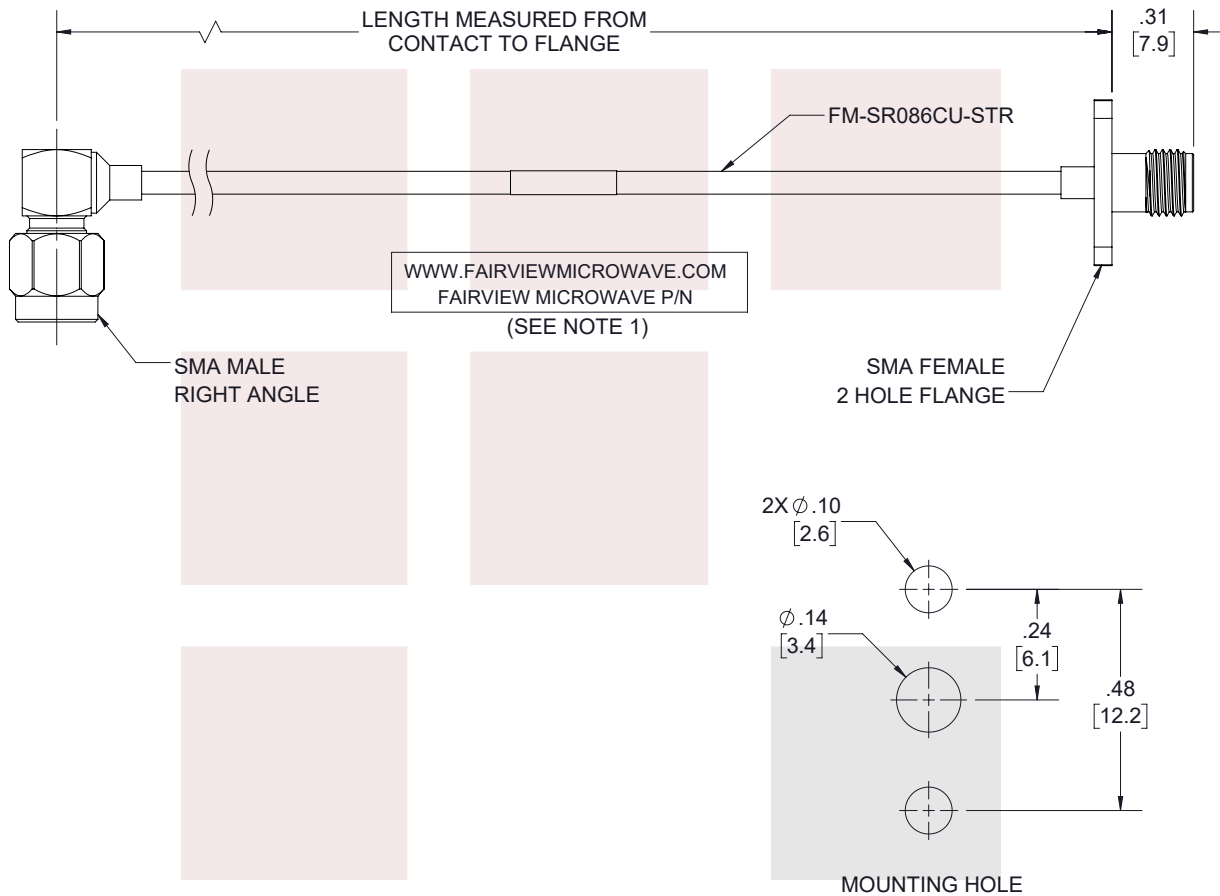 LENGTH MEASURED FROM
CONTACT TO FLANGE
.31
[7.9]
FM-SR086CU-STR
WWW.FAIRVIEWMICROWAVE.COM
FAIRVIEW MICROWAVE P/N
(SEE NOTE 1)
SMA MALE
RIGHT ANGLE
SMA FEMALE
2 HOLE FLANGE
2X ∅ .10
[2.6]
∅ .14
[3.4]
.24
[6.1]
.48
[12.2]
MOUNTING HOLE